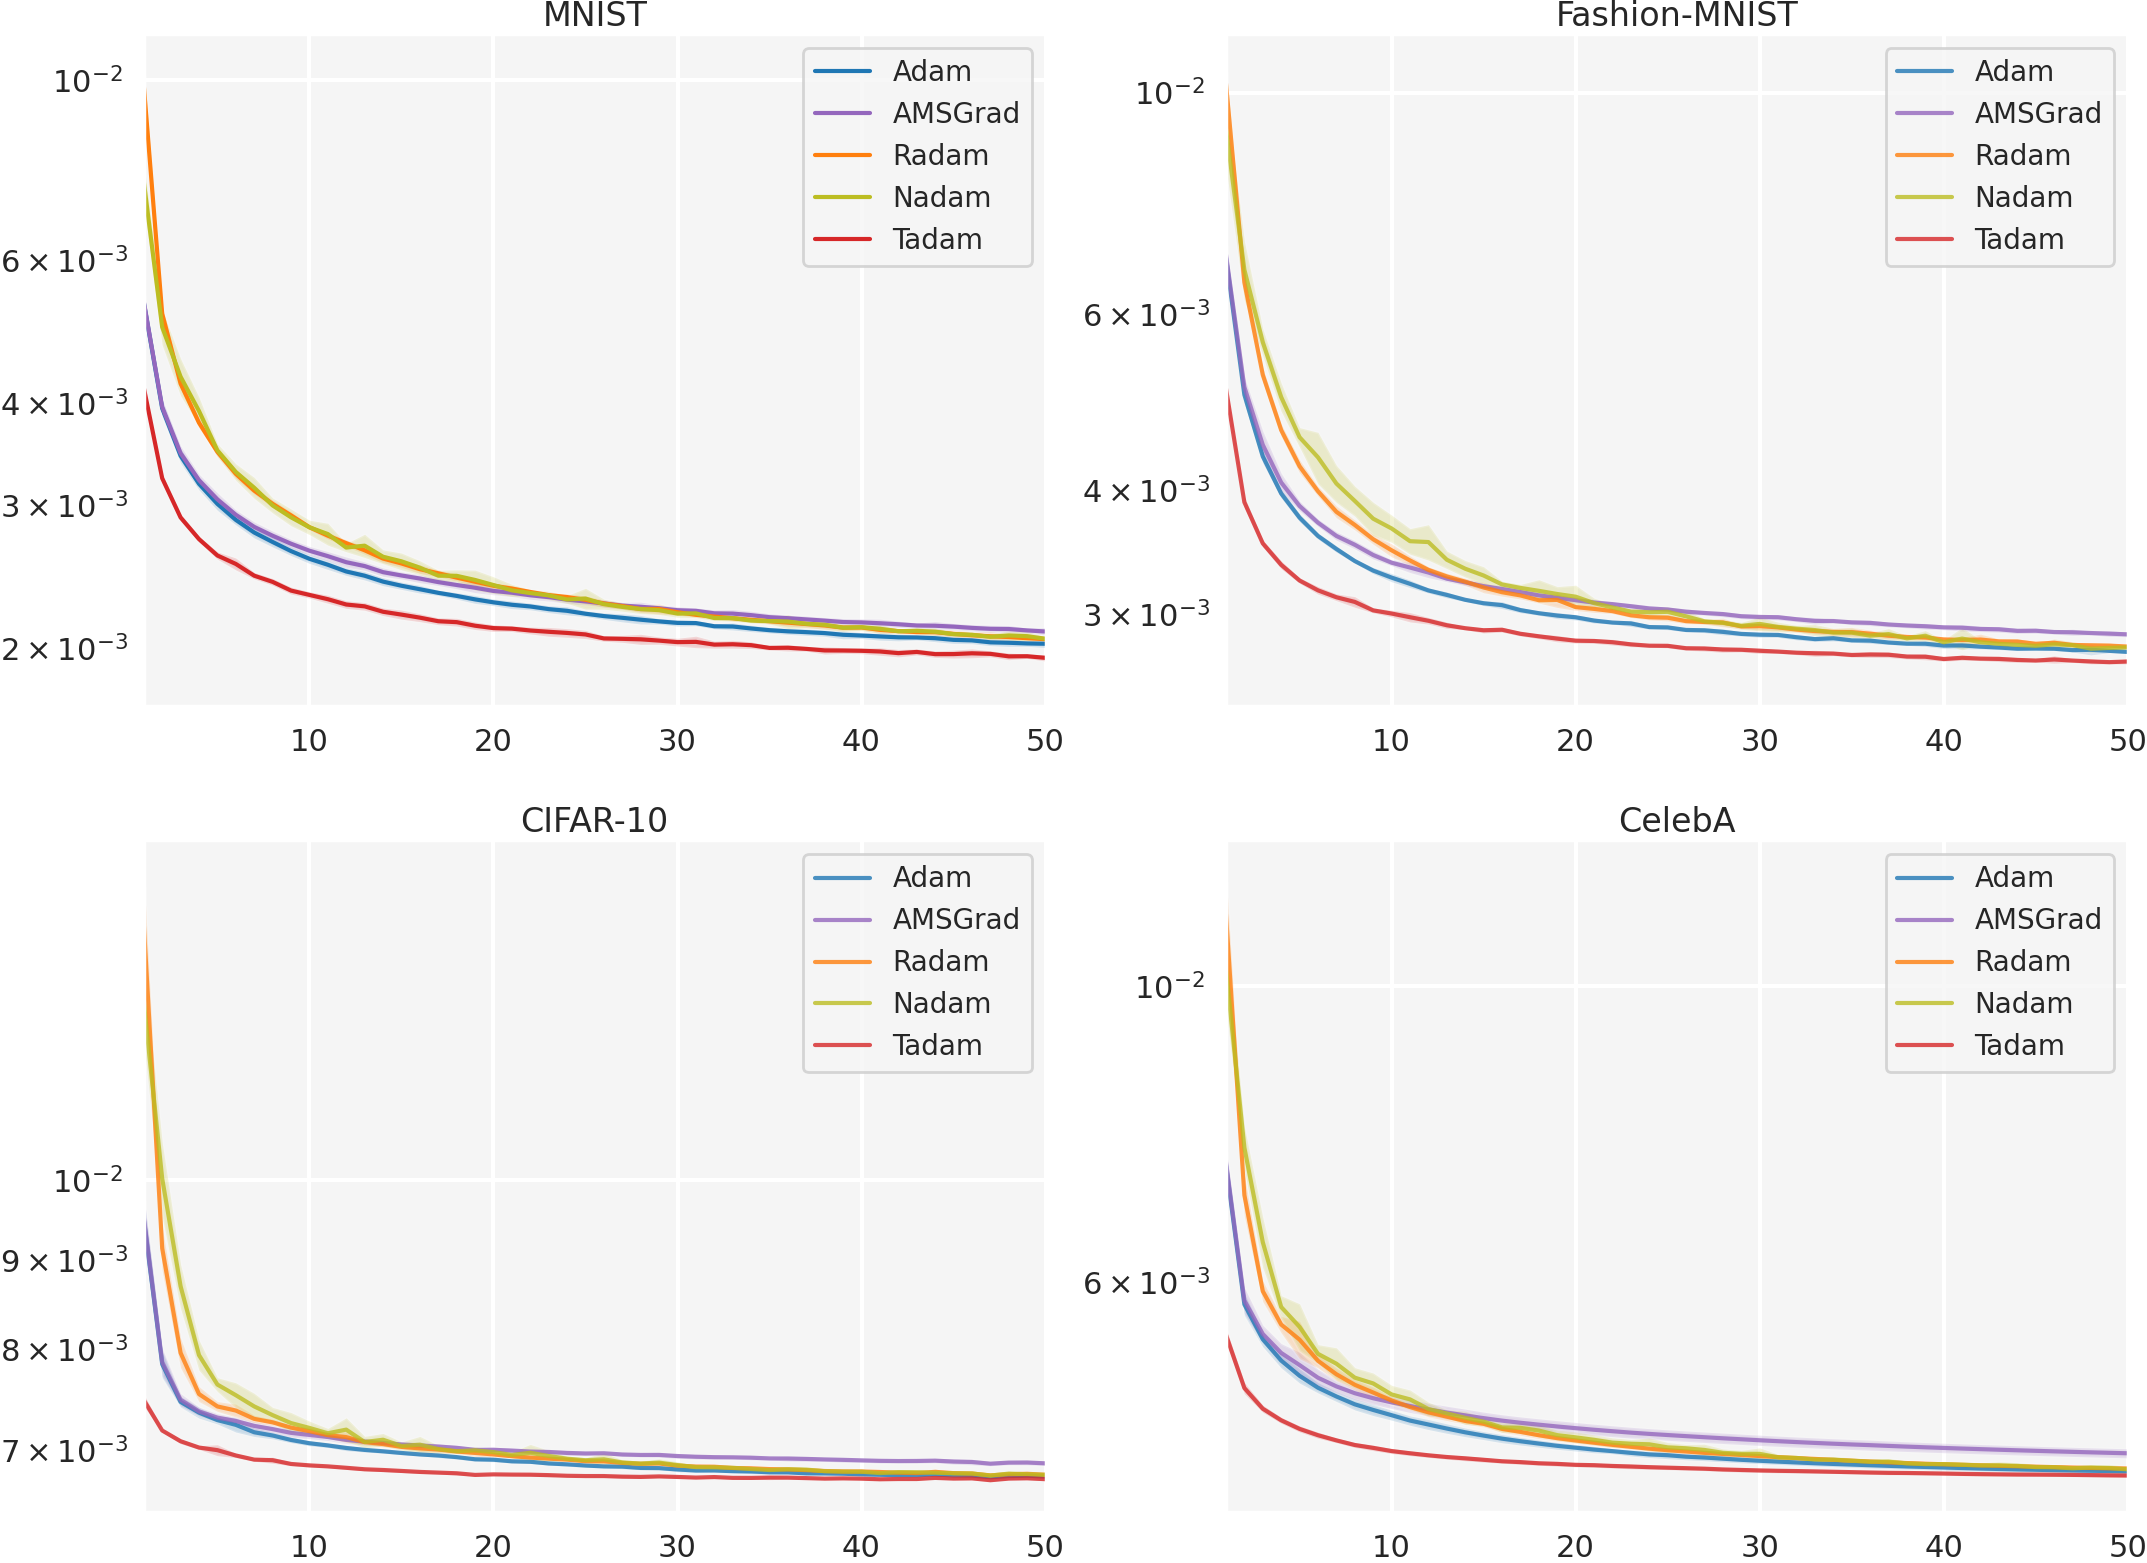 MNIST
10⁻²
6 × 10⁻³
4 × 10⁻³
3 × 10⁻³
2 × 10⁻³
Adam
AMSGrad
Radam
Nadam
Tadam
10 20 30 40 50
Fashion-MNIST
10⁻²
6 × 10⁻³
4 × 10⁻³
3 × 10⁻³
Adam
AMSGrad
Radam
Nadam
Tadam
10 20 30 40 50
CIFAR-10
10⁻²
9 × 10⁻³
8 × 10⁻³
7 × 10⁻³
Adam
AMSGrad
Radam
Nadam
Tadam
10 20 30 40 50
CelebA
10⁻²
6 × 10⁻³
Adam
AMSGrad
Radam
Nadam
Tadam
10 20 30 40 50